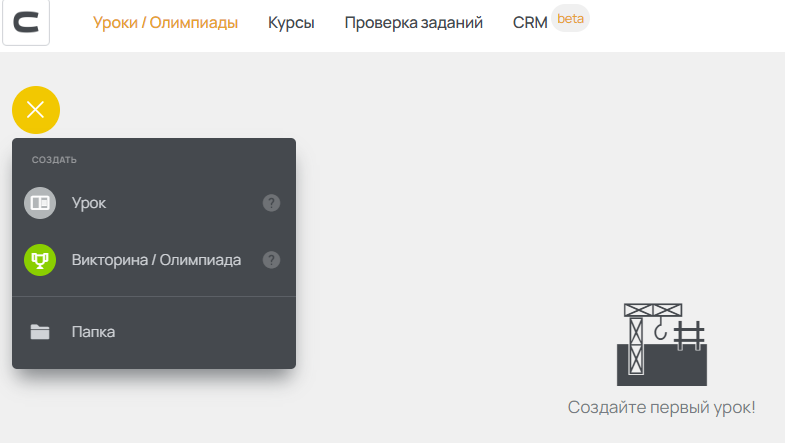 Уроки / Олимпиады Курсы Проверка заданий CRM beta
СОЗДАТЬ
Урок ?
Викторина / Олимпиада ?
Папка
Создайте первый урок!